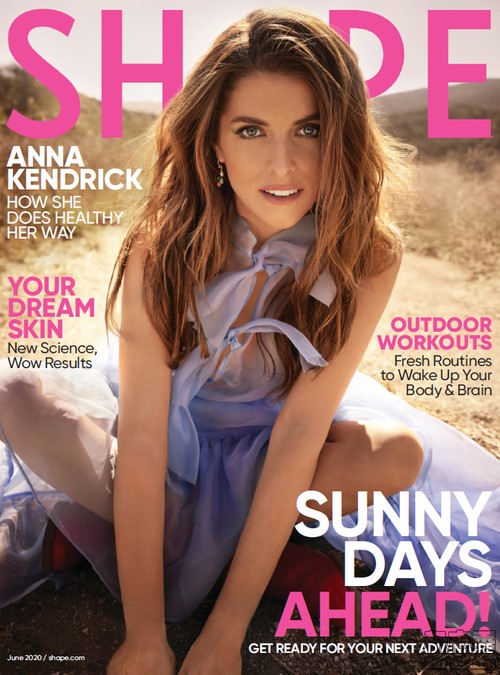 SHAPE
ANNA
KENDRICK
HOW SHE
DOES HEALTHY
HER WAY
YOUR
DREAM
SKIN
New Science,
Wow Results
OUTDOOR
WORKOUTS
Fresh Routines
to Wake Up Your
Body & Brain
SUNNY
DAYS
AHEAD!
GET READY FOR YOUR NEXT ADVENTURE
June 2020 / shape.com